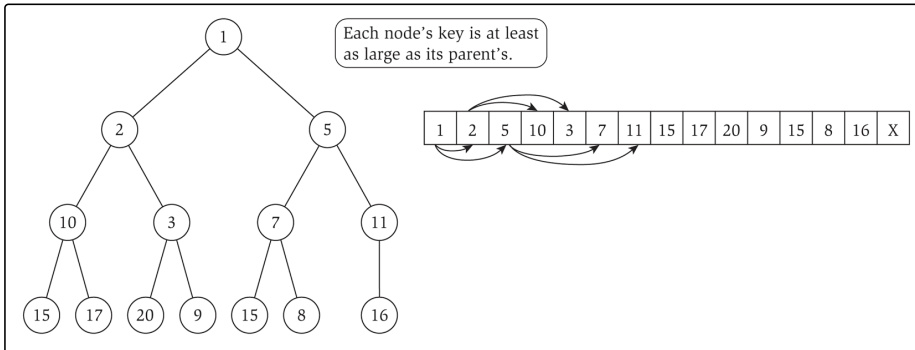 1
Each node's key is at least
as large as its parent's.
2 5
1 2 5 10 3 7 11 15 17 20 9 15 8 16 X
10 3 7 11
15 17 20 9 15 8 16